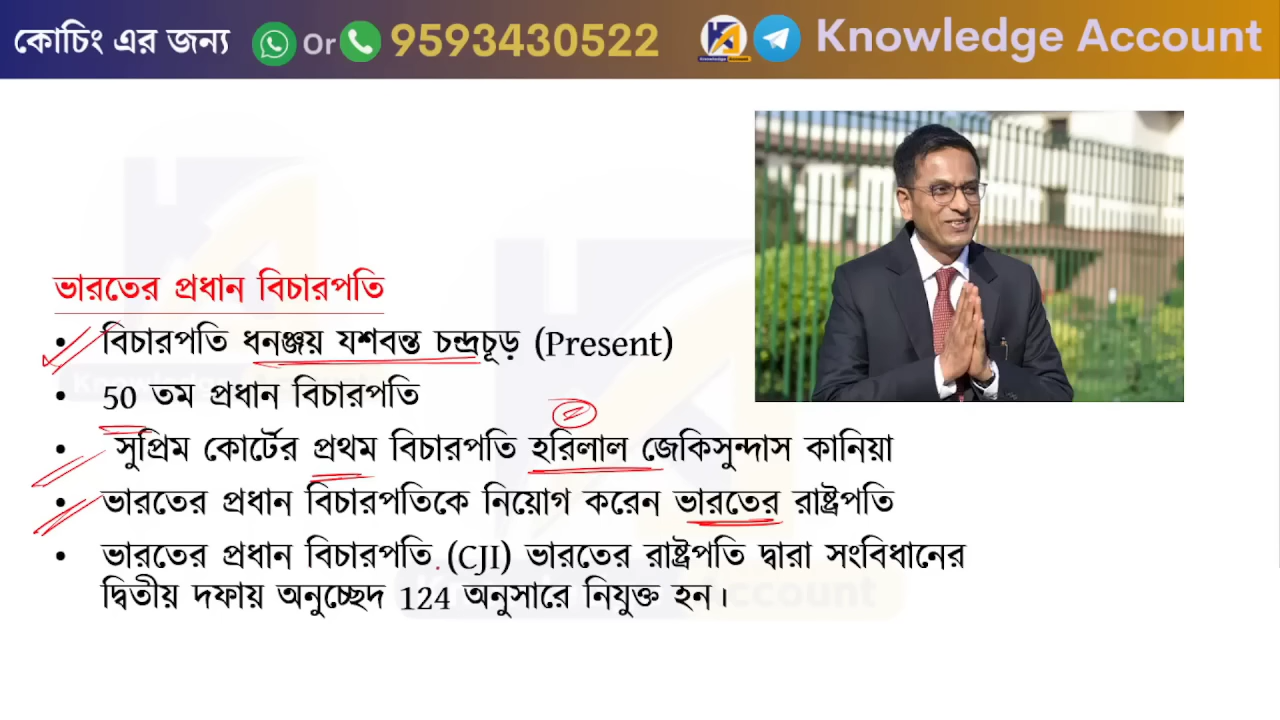 কোচিং এর জন্য Or 9593430522 Knowledge Account
ভারতের প্রধান বিচারপতি
• বিচারপতি ধনঞ্জয় যশবন্ত চন্দ্রচূড় (Present)
• 50 তম প্রধান বিচারপতি
• সুপ্রিম কোর্টের প্রথম বিচারপতি হরিলাল জেকিসুন্দাস কানিয়া
• ভারতের প্রধান বিচারপতিকে নিয়োগ করেন ভারতের রাষ্ট্রপতি
• ভারতের প্রধান বিচারপতি (CJI) ভারতের রাষ্ট্রপতি দ্বারা সংবিধানের
দ্বিতীয় দফায় অনুচ্ছেদ 124 অনুসারে নিযুক্ত হন।
Knowledge Account